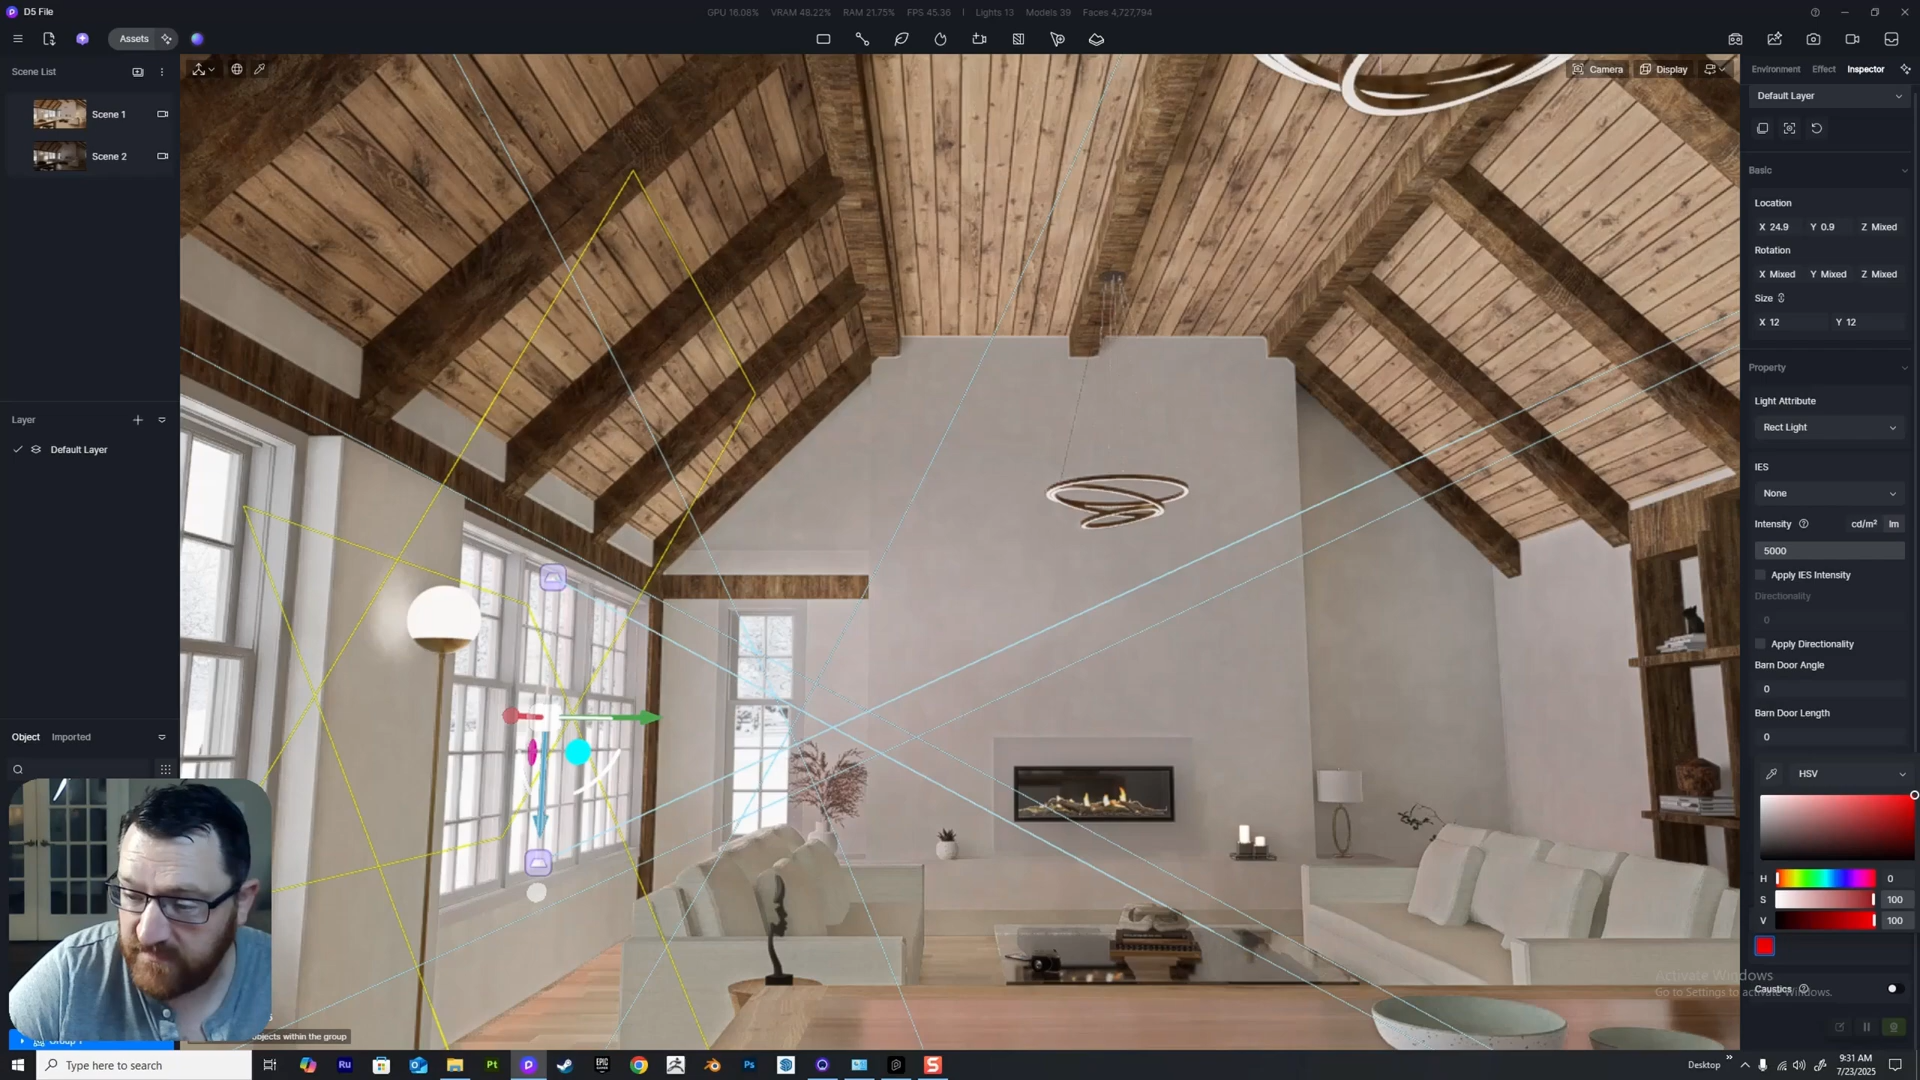 D5 File
GPU 16.08%  VRAM 48.22%  RAM 21.75%  FPS 45.36  |  Lights 13  Models 39  Faces 4,727,794
Assets
Scene List
Scene 1
Scene 2
Layer
Default Layer
Object  Imported
objects within the group
Camera
Display
Environment  Effect  Inspector
Default Layer
Basic
Location
X 24.9  Y 0.9  Z Mixed
Rotation
X Mixed  Y Mixed  Z Mixed
Size
X 12  Y 12
Property
Light Attribute
Rect Light
IES
None
Intensity  cd/m²  lm
5000
Apply IES Intensity
Directionality
0
Apply Directionality
Barn Door Angle
0
Barn Door Length
0
HSV
H  0
S  100
V  100
Activate Windows
Go to Settings to activate Windows.
Caustics
Type here to search
Ru
Pt
EPIC GAMES
Ps
S
Desktop
9:31 AM
7/23/2025